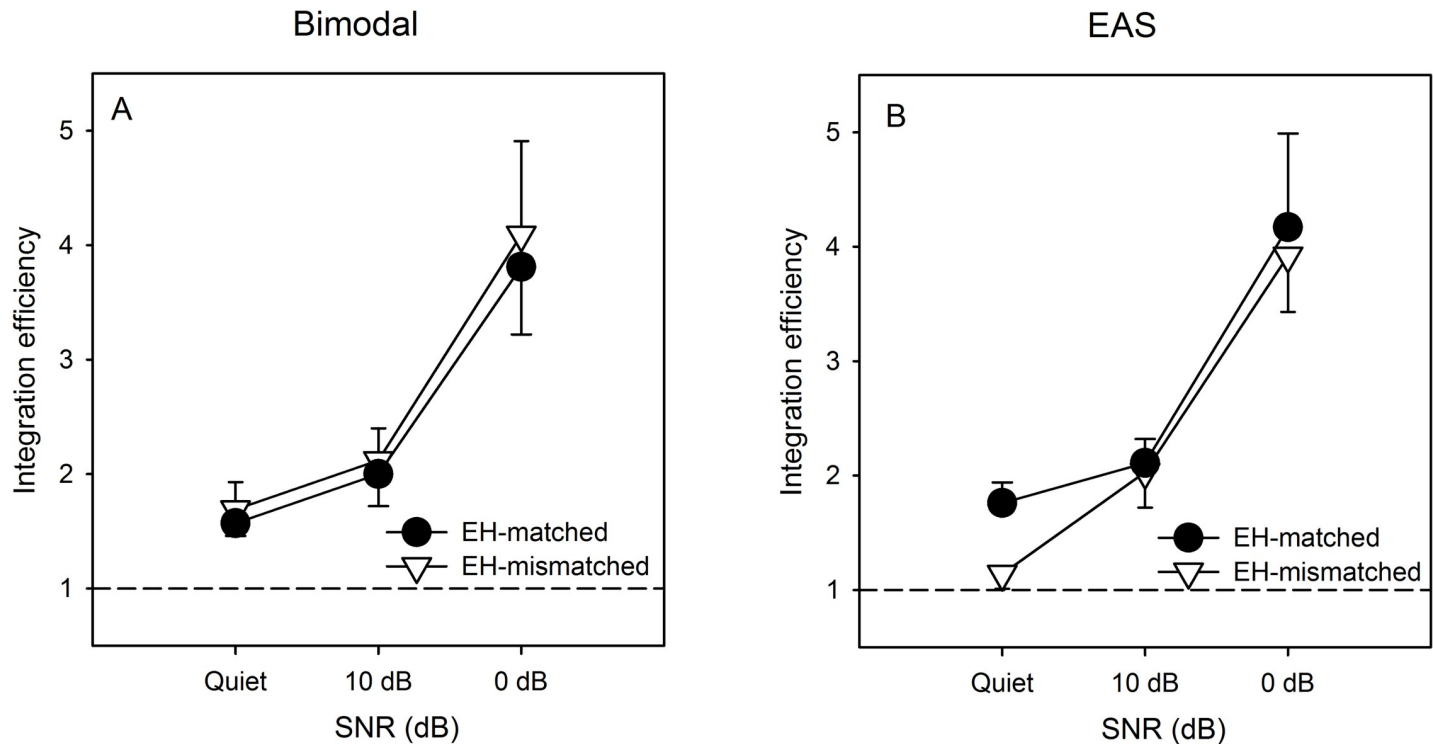 Bimodal
A
Integration efficiency
5
4
3
2
1
EH-matched
EH-mismatched
Quiet
10 dB
0 dB
SNR (dB)
EAS
B
Integration efficiency
5
4
3
2
1
EH-matched
EH-mismatched
Quiet
10 dB
0 dB
SNR (dB)